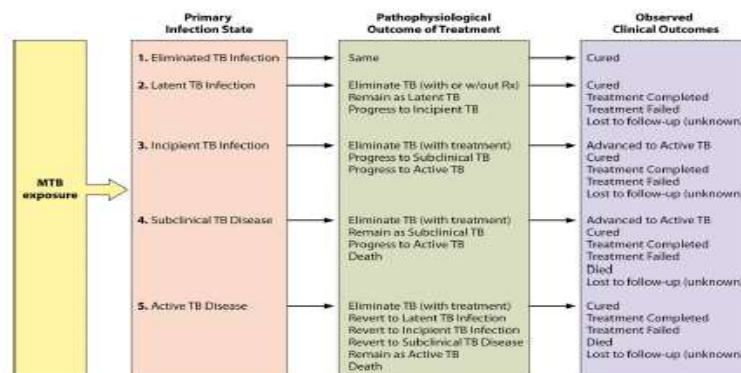 Primary
Infection State
Pathophysiological
Outcome of Treatment
Observed
Clinical Outcomes
MTB
exposure
1. Eliminated TB Infection
Same
Cured
2. Latent TB Infection
Eliminate TB (with or w/out Rx)
Remain as Latent TB
Progress to Incipient TB
Cured
Treatment Completed
Treatment Failed
Lost to follow-up (unknown)
3. Incipient TB Infection
Eliminate TB (with treatment)
Progress to Subclinical TB
Progress to Active TB
Advanced to Active TB
Cured
Treatment Completed
Treatment Failed
Lost to follow-up (unknown)
4. Subclinical TB Disease
Eliminate TB (with treatment)
Remain as Subclinical TB
Progress to Active TB
Death
Advanced to Active TB
Cured
Treatment Completed
Treatment Failed
Died
Lost to follow-up (unknown)
5. Active TB Disease
Eliminate TB (with treatment)
Revert to Latent TB Infection
Revert to Incipient TB Infection
Revert to Subclinical TB Disease
Remain as Active TB
Death
Cured
Treatment Completed
Treatment Failed
Died
Lost to follow-up (unknown)